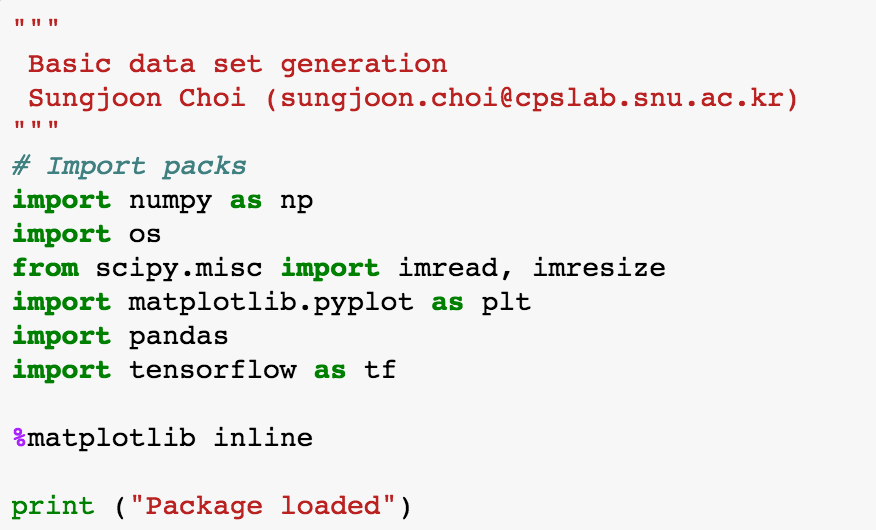 """
Basic data set generation
Sungjoon Choi (sungjoon.choi@cpslab.snu.ac.kr)
"""
# Import packs
import numpy as np
import os
from scipy.misc import imread, imresize
import matplotlib.pyplot as plt
import pandas
import tensorflow as tf
%matplotlib inline
print ("Package loaded")